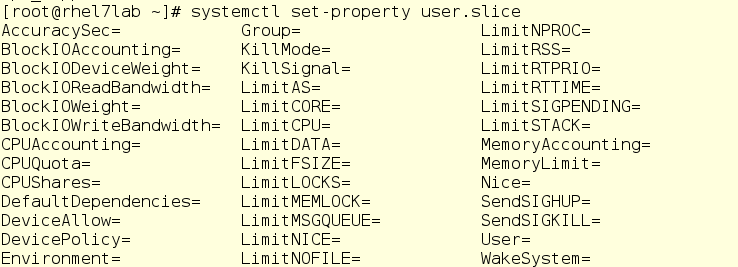 [root@rhel7lab ~]# systemctl set-property user.slice
AccuracySec= Group= LimitNPROC=
BlockIOAccounting= KillMode= LimitRSS=
BlockIODeviceWeight= KillSignal= LimitRTPRIO=
BlockIOReadBandwidth= LimitAS= LimitRTTIME=
BlockIOWeight= LimitCORE= LimitSIGPENDING=
BlockIOWriteBandwidth= LimitCPU= LimitSTACK=
CPUAccounting= LimitDATA= MemoryAccounting=
CPUQuota= LimitFSIZE= MemoryLimit=
CPUShares= LimitLOCKS= Nice=
DefaultDependencies= LimitMEMLOCK= SendSIGHUP=
DeviceAllow= LimitMSGQUEUE= SendSIGKILL=
DevicePolicy= LimitNICE= User=
Environment= LimitNOFILE= WakeSystem=